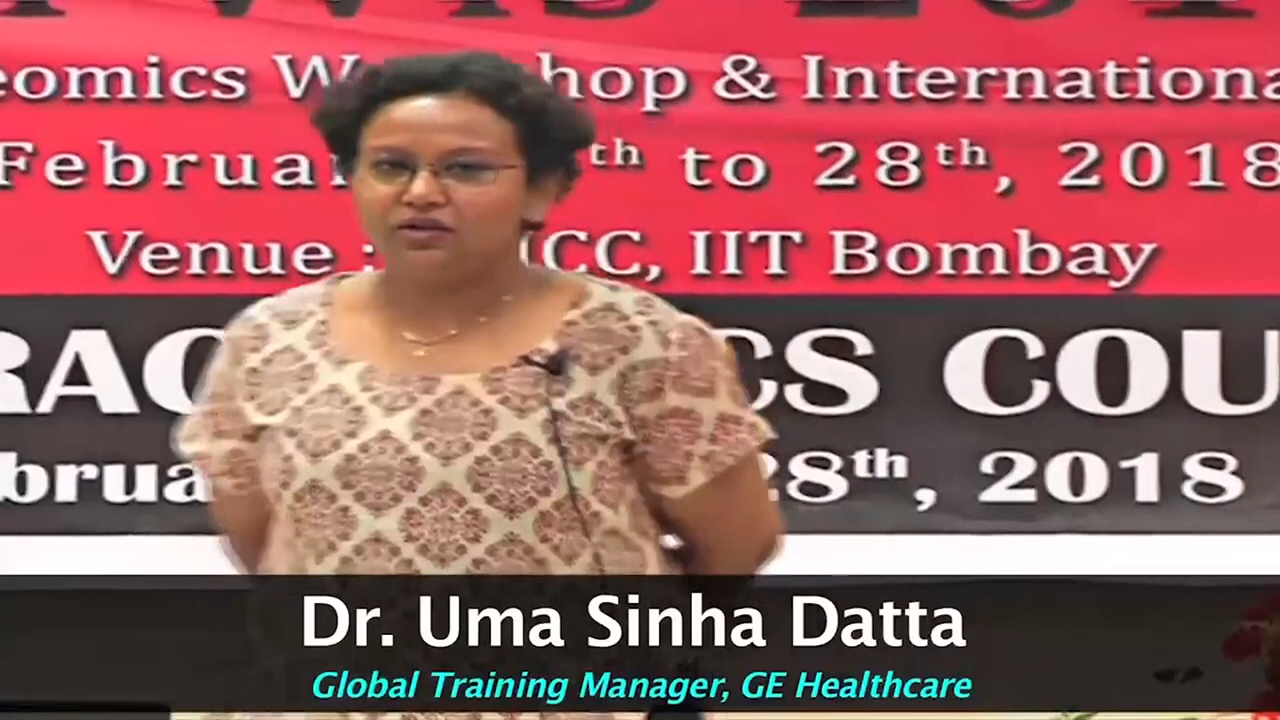 eomics W hop & Internationa
Februa th to 28th, 2018
Venue : CC, IIT Bombay
RAC CS COU
brua 28th, 2018
Dr. Uma Sinha Datta
Global Training Manager, GE Healthcare